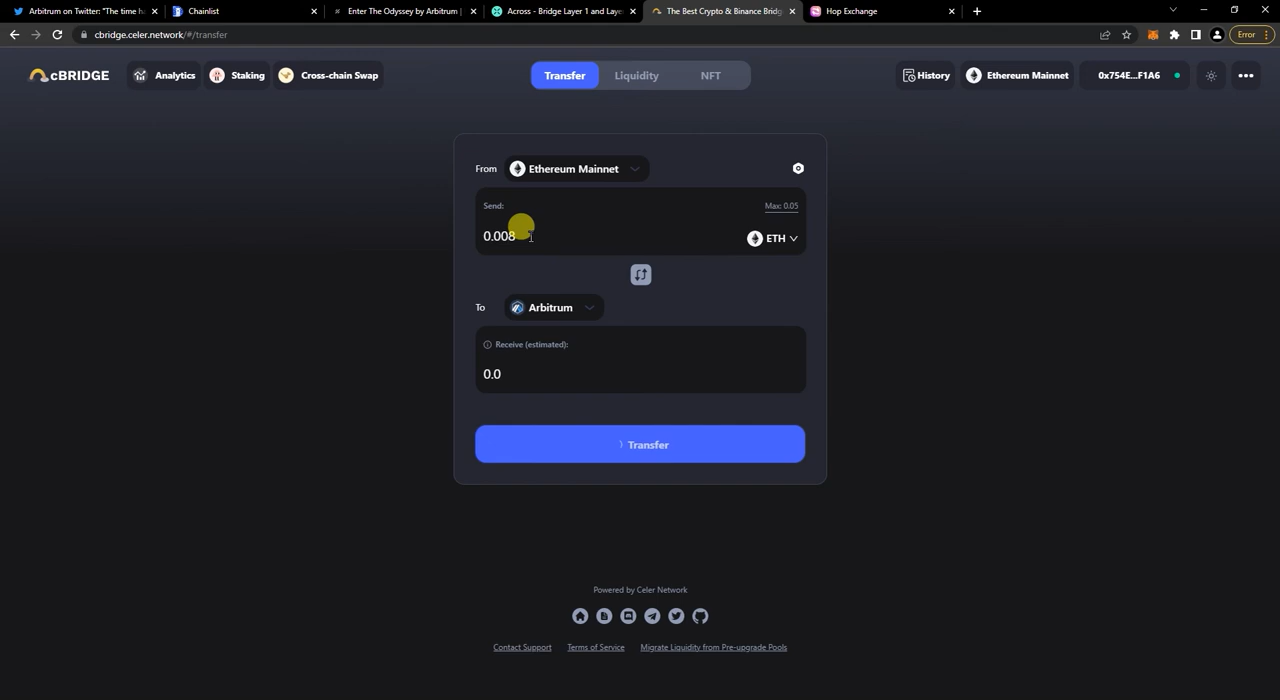 Arbitrum on Twitter: "The time ha
Chainlist
Enter The Odyssey by Arbitrum |
Across - Bridge Layer 1 and Laye
The Best Crypto & Binance Bridg
Hop Exchange
cbridge.celer.network/#/transfer
Error
cBRIDGE
Analytics
Staking
Cross-chain Swap
Transfer
Liquidity
NFT
History
Ethereum Mainnet
0x754E...F1A6
From
Ethereum Mainnet
Send:
Max: 0.05
0.008
ETH
To
Arbitrum
Receive (estimated):
0.0
Transfer
Powered by Celer Network
Contact Support
Terms of Service
Migrate Liquidity from Pre-upgrade Pools